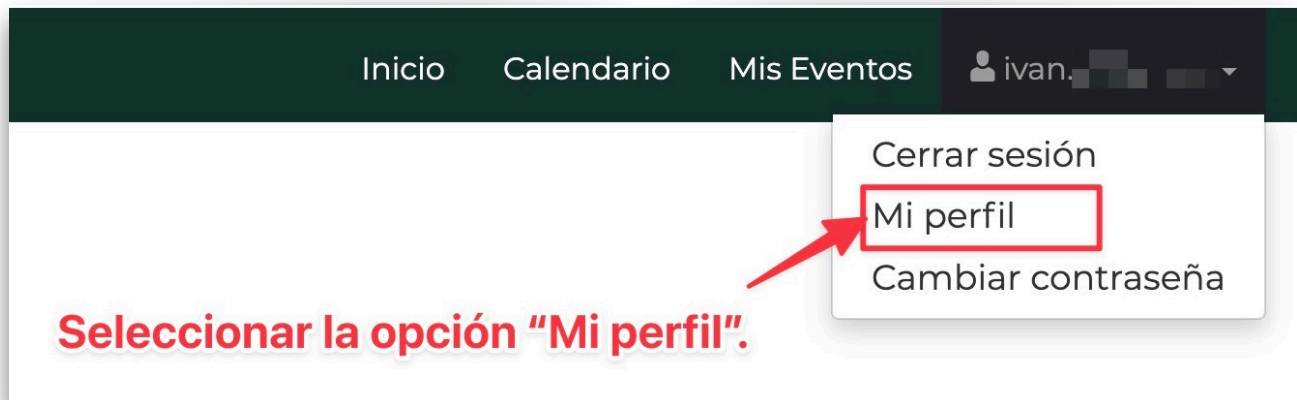 Inicio Calendario Mis Eventos ivan.
Cerrar sesión
Mi perfil
Cambiar contraseña
Seleccionar la opción “Mi perfil”.